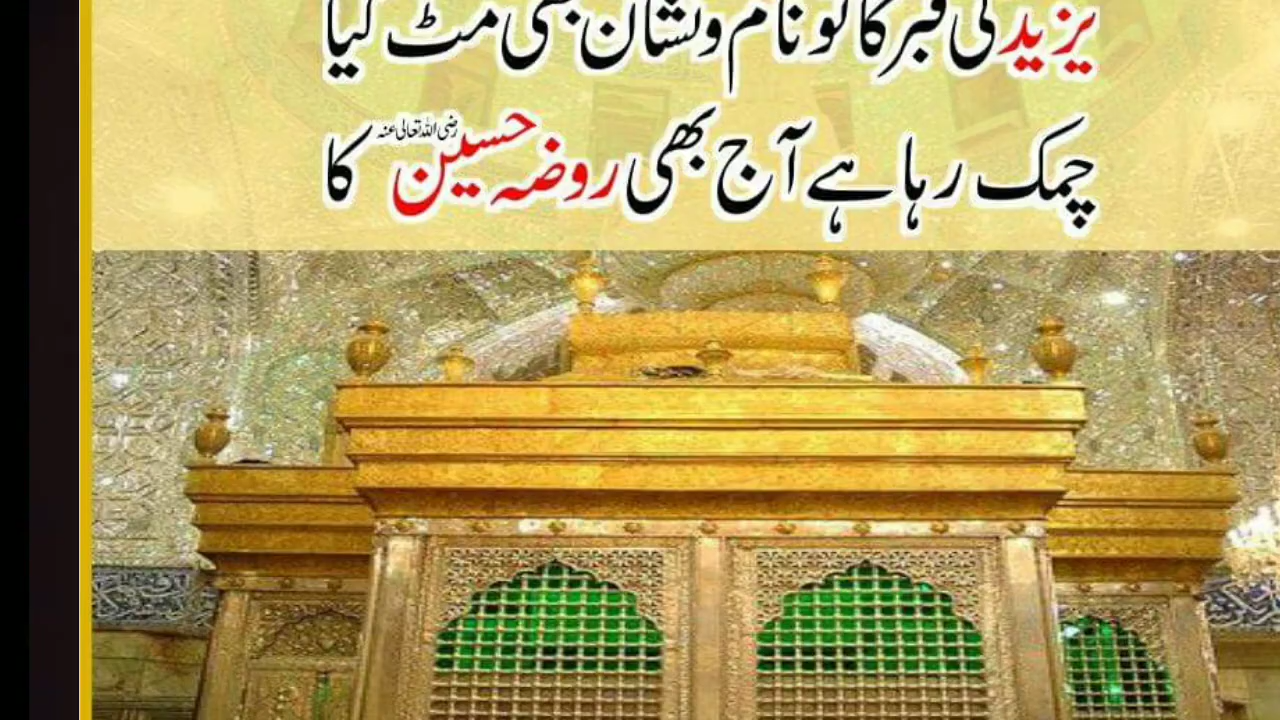 یزید کی قبر کا تو نام و نشان بھی مٹ گیا
چمک رہا ہے آج بھی روضہ حسین رضی اللہ تعالیٰ عنہ کا